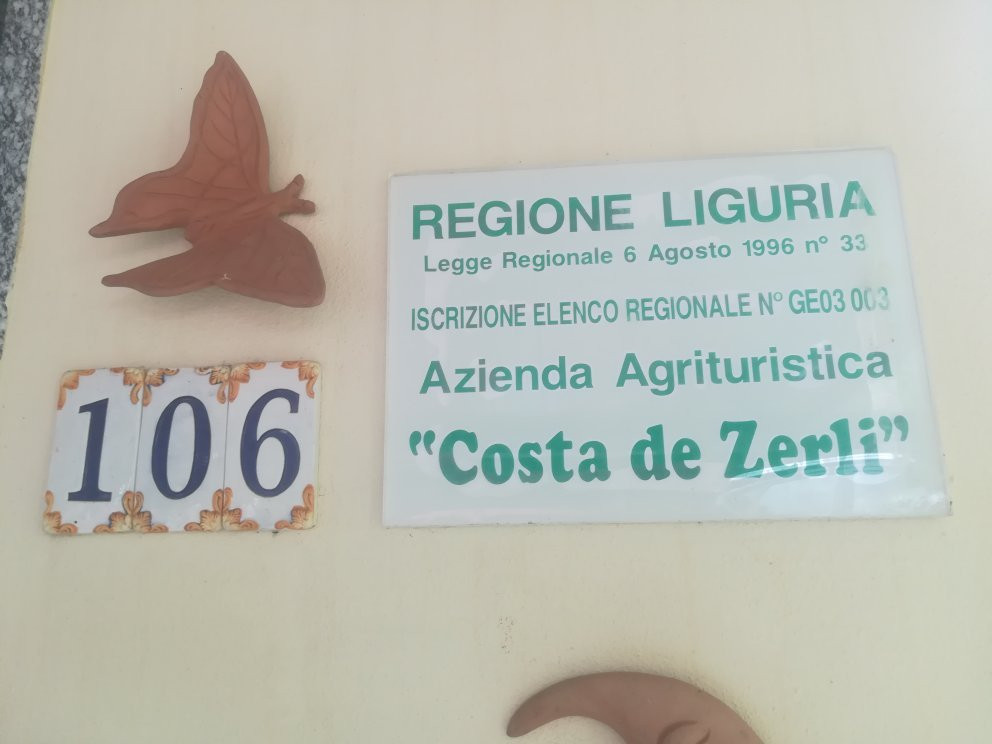 REGIONE LIGURIA
Legge Regionale 6 Agosto 1996 n° 33
ISCRIZIONE ELENCO REGIONALE N° GE03 003
Azienda Agrituristica
“Costa de Zerli”
106